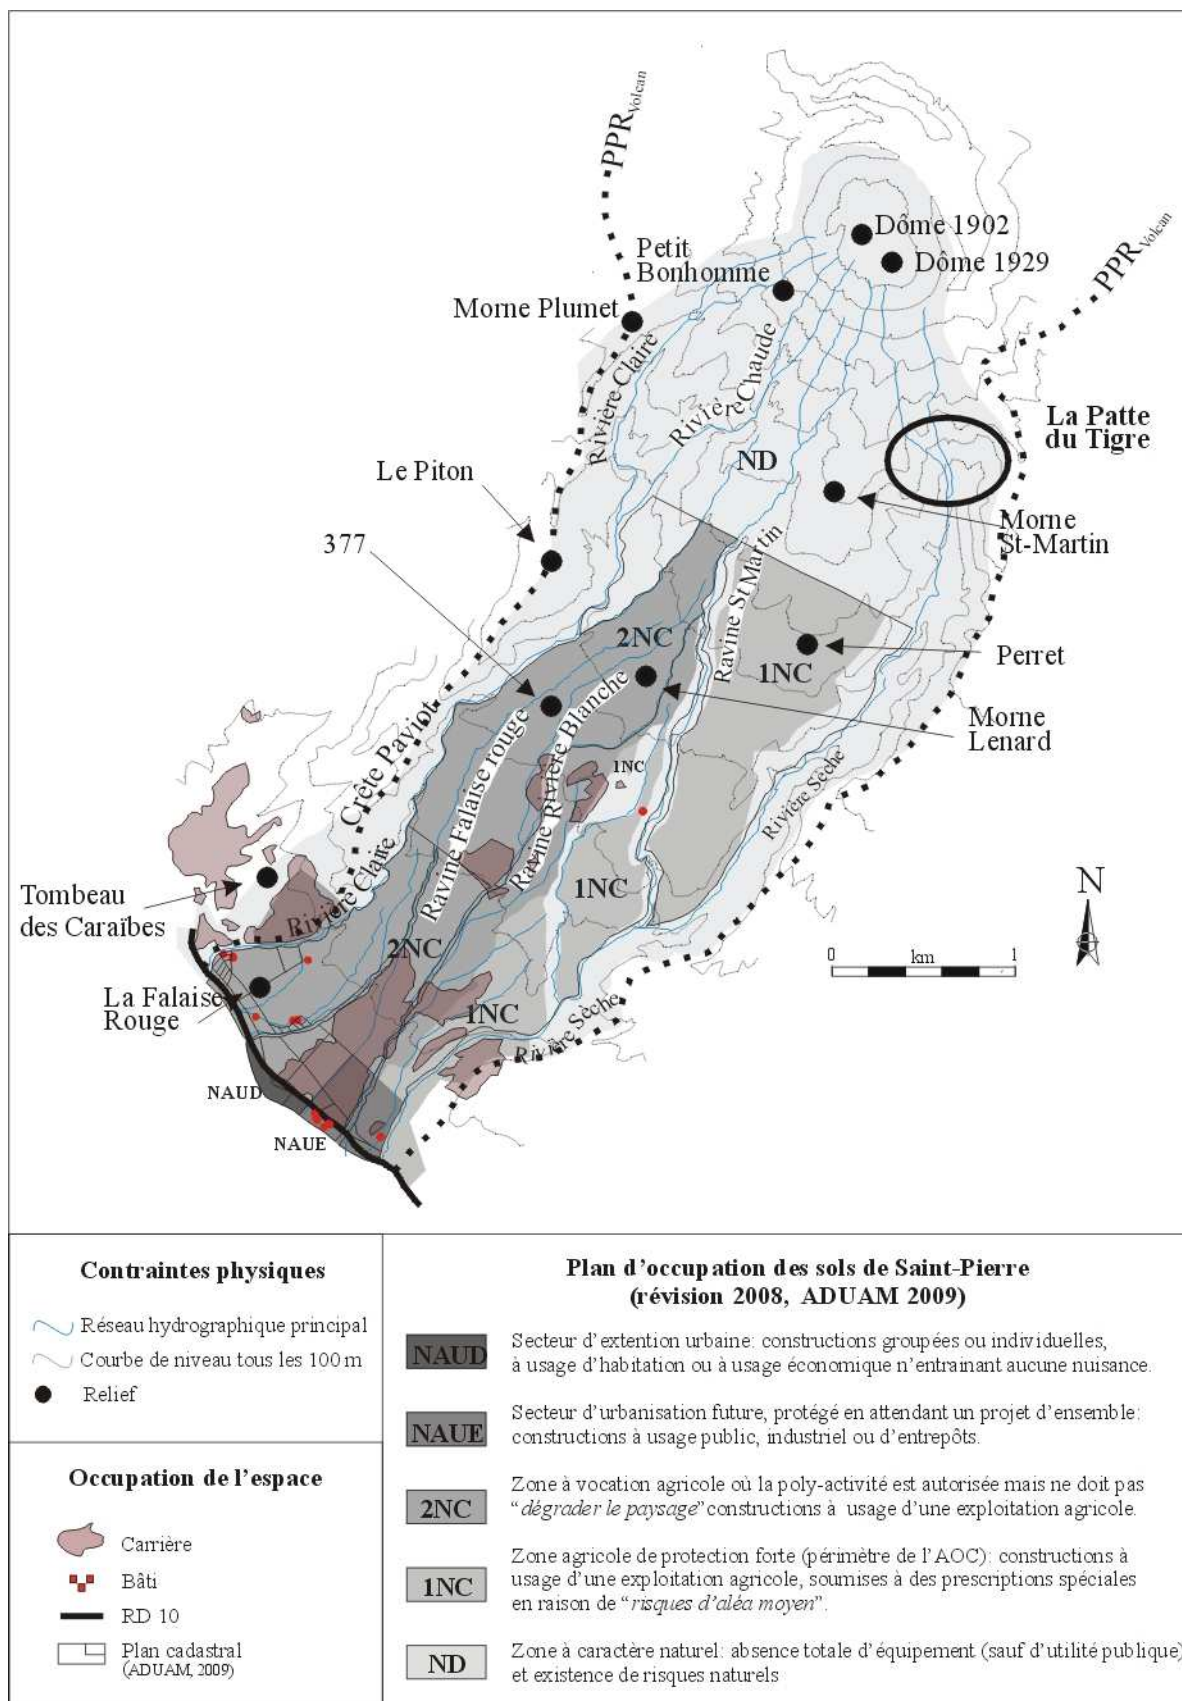 PPR Volcan
Dôme 1902
Petit
Bonhomme
Dôme 1929
PPR Volcan
Morne Plumet
Rivière Claire
Rivière Chaude
La Patte
du Tigre
ND
Le Piton
Morne
St-Martin
377
Ravine St Martin
2NC
1NC
Perret
Ravine Falaise rouge
Ravine Rivière Blanche
Morne
Lenard
Crête Paviot
1NC
Rivière Sèche
Tombeau
des Caraïbes
Rivière Claire
1NC
N
2NC
0 km 1
La Falaise
Rouge
1NC
Rivière Sèche
NAUD
NAUE
Contraintes physiques
Réseau hydrographique principal
Courbe de niveau tous les 100 m
Relief
Occupation de l'espace
Carrière
Bâti
RD 10
Plan cadastral
(ADUAM, 2009)
Plan d'occupation des sols de Saint-Pierre
(révision 2008, ADUAM 2009)
NAUD Secteur d'extention urbaine: constructions groupées ou individuelles,
à usage d'habitation ou à usage économique n'entrainant aucune nuisance.
NAUE Secteur d'urbanisation future, protégé en attendant un projet d'ensemble:
constructions à usage public, industriel ou d'entrepôts.
2NC Zone à vocation agricole où la poly-activité est autorisée mais ne doit pas
"dégrader le paysage" constructions à usage d'une exploitation agricole.
1NC Zone agricole de protection forte (périmètre de l'AOC): constructions à
usage d'une exploitation agricole, soumises à des prescriptions spéciales
en raison de "risques d'aléa moyen".
ND Zone à caractère naturel: absence totale d'équipement (sauf d'utilité publique)
et existence de risques naturels